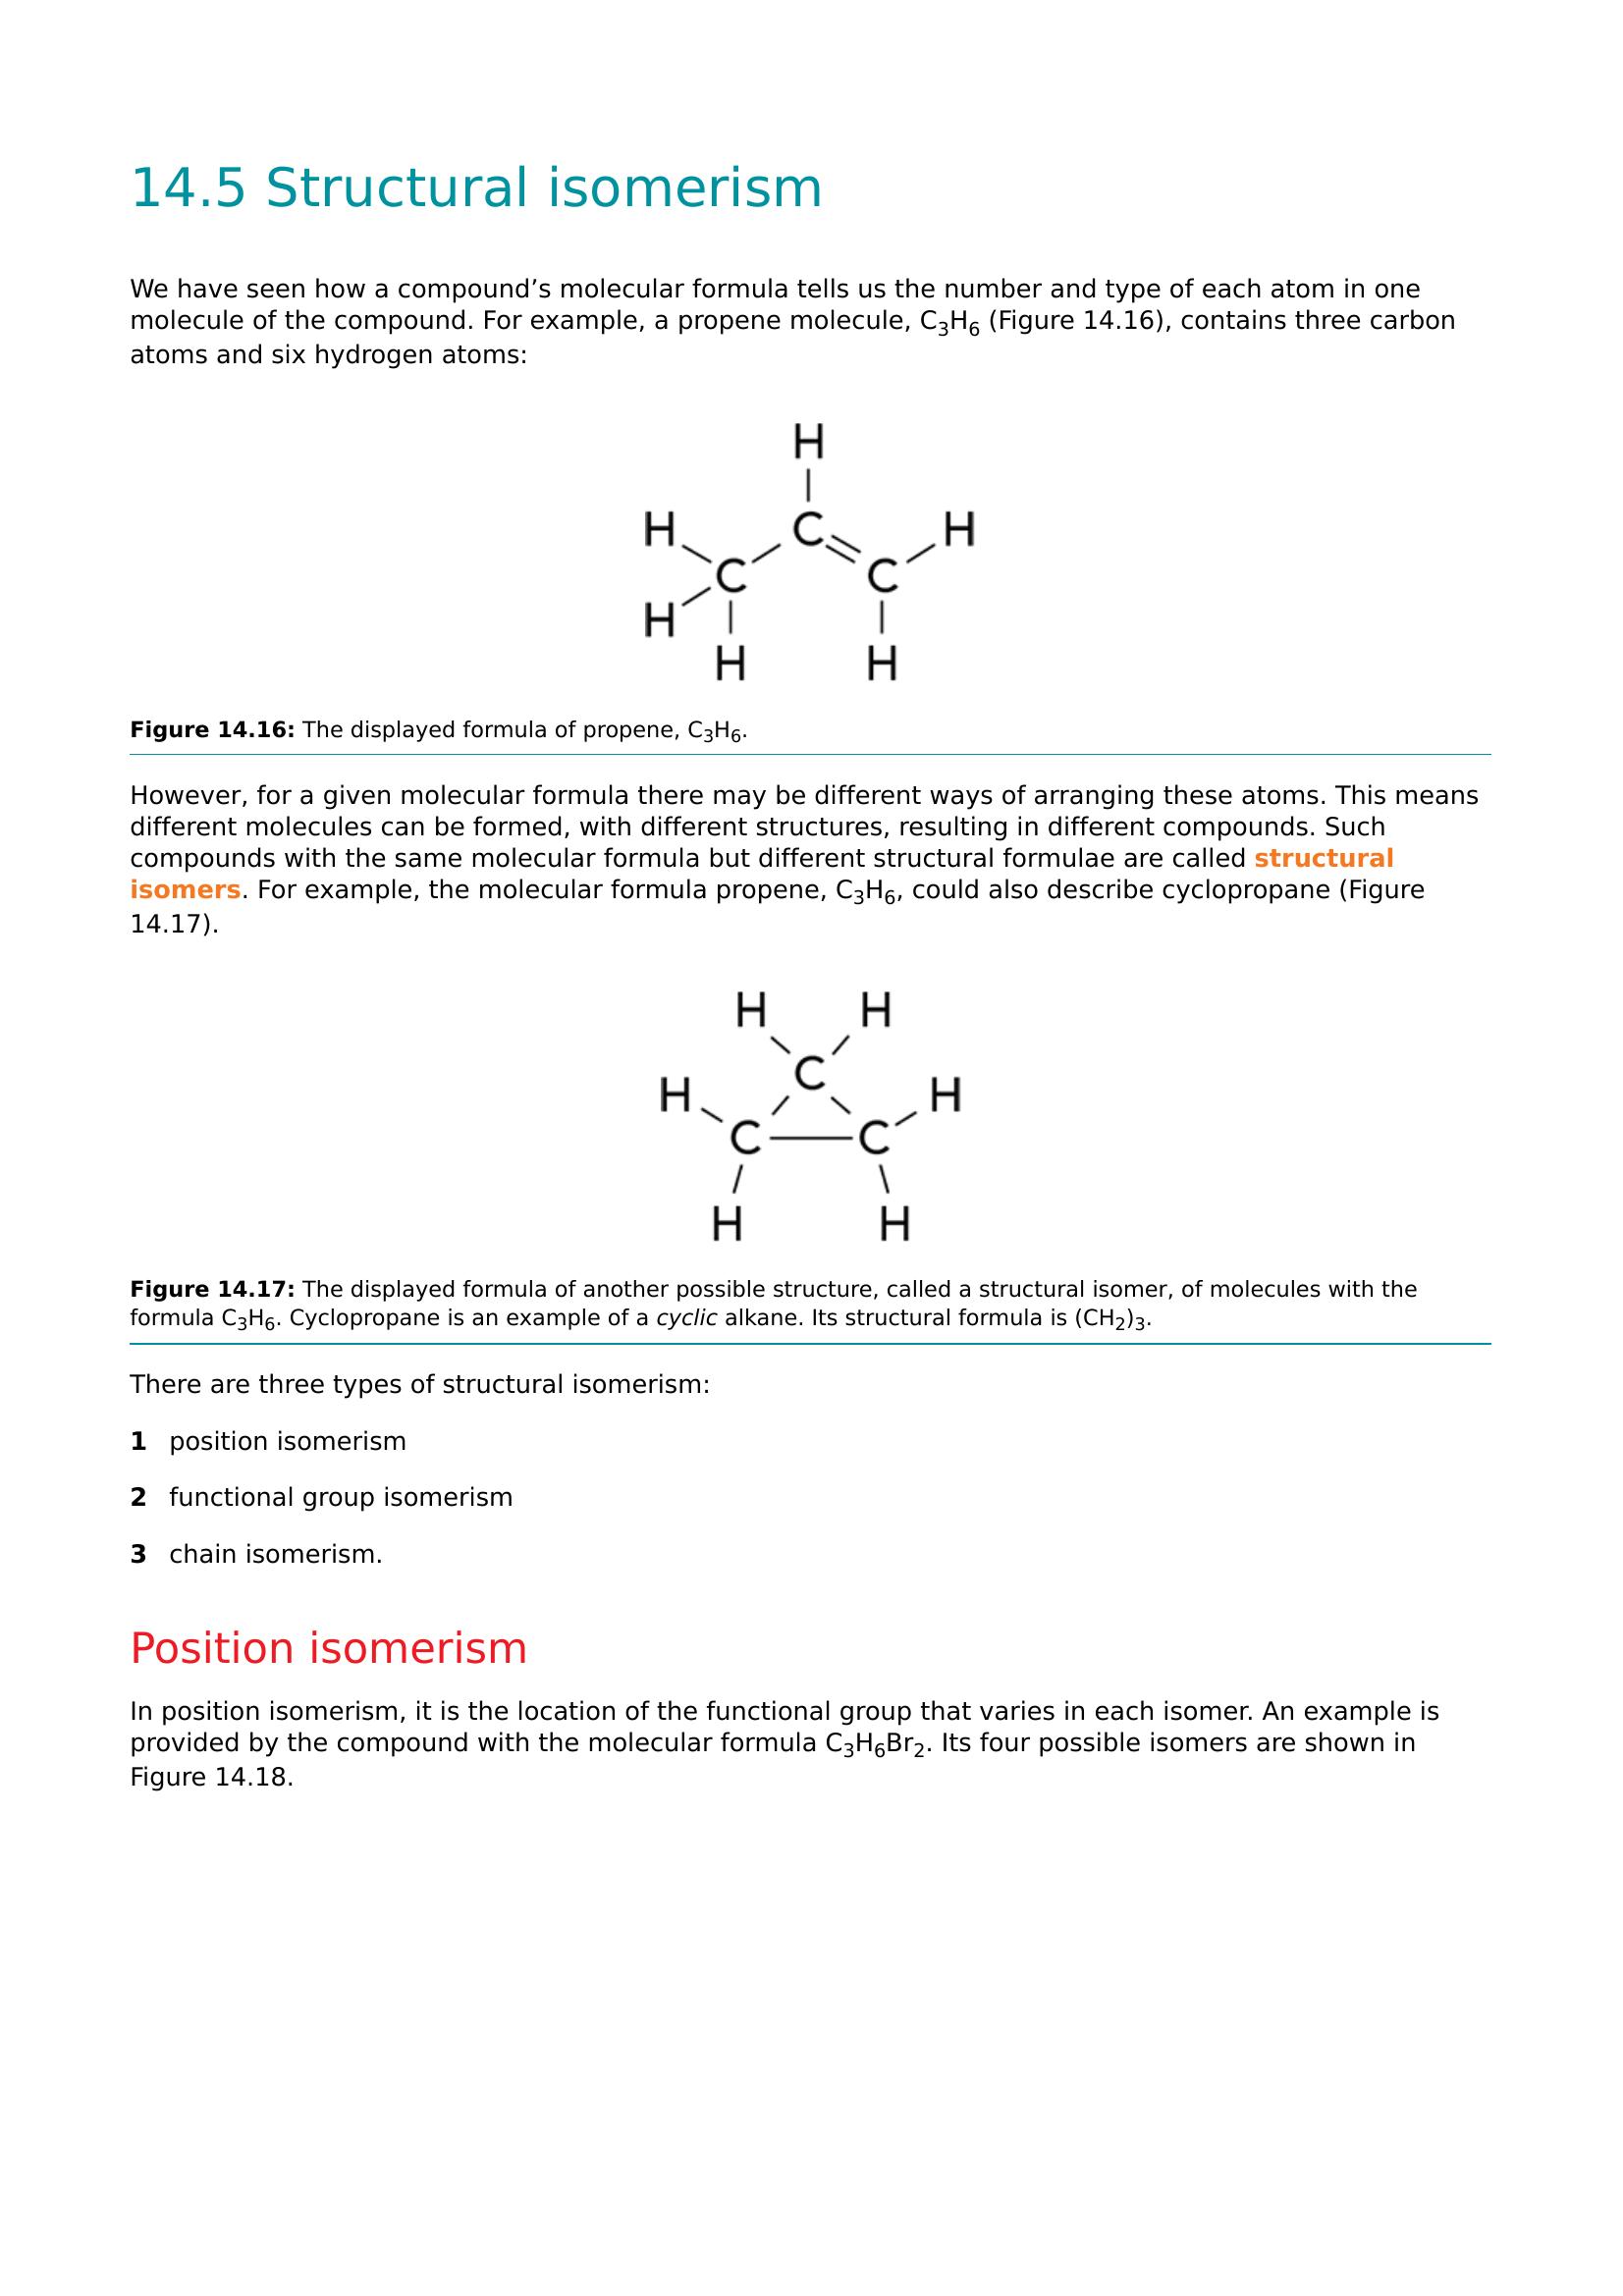 14.5 Structural isomerism
We have seen how a compound’s molecular formula tells us the number and type of each atom in one
molecule of the compound. For example, a propene molecule, C3H6 (Figure 14.16), contains three carbon
atoms and six hydrogen atoms:
H
H C H
C C
H
H H
Figure 14.16: The displayed formula of propene, C3H6.
However, for a given molecular formula there may be different ways of arranging these atoms. This means
different molecules can be formed, with different structures, resulting in different compounds. Such
compounds with the same molecular formula but different structural formulae are called structural
isomers. For example, the molecular formula propene, C3H6, could also describe cyclopropane (Figure
14.17).
H H
C
H H
C C
H H
Figure 14.17: The displayed formula of another possible structure, called a structural isomer, of molecules with the
formula C3H6. Cyclopropane is an example of a cyclic alkane. Its structural formula is (CH2)3.
There are three types of structural isomerism:
1 position isomerism
2 functional group isomerism
3 chain isomerism.
Position isomerism
In position isomerism, it is the location of the functional group that varies in each isomer. An example is
provided by the compound with the molecular formula C3H6Br2. Its four possible isomers are shown in
Figure 14.18.